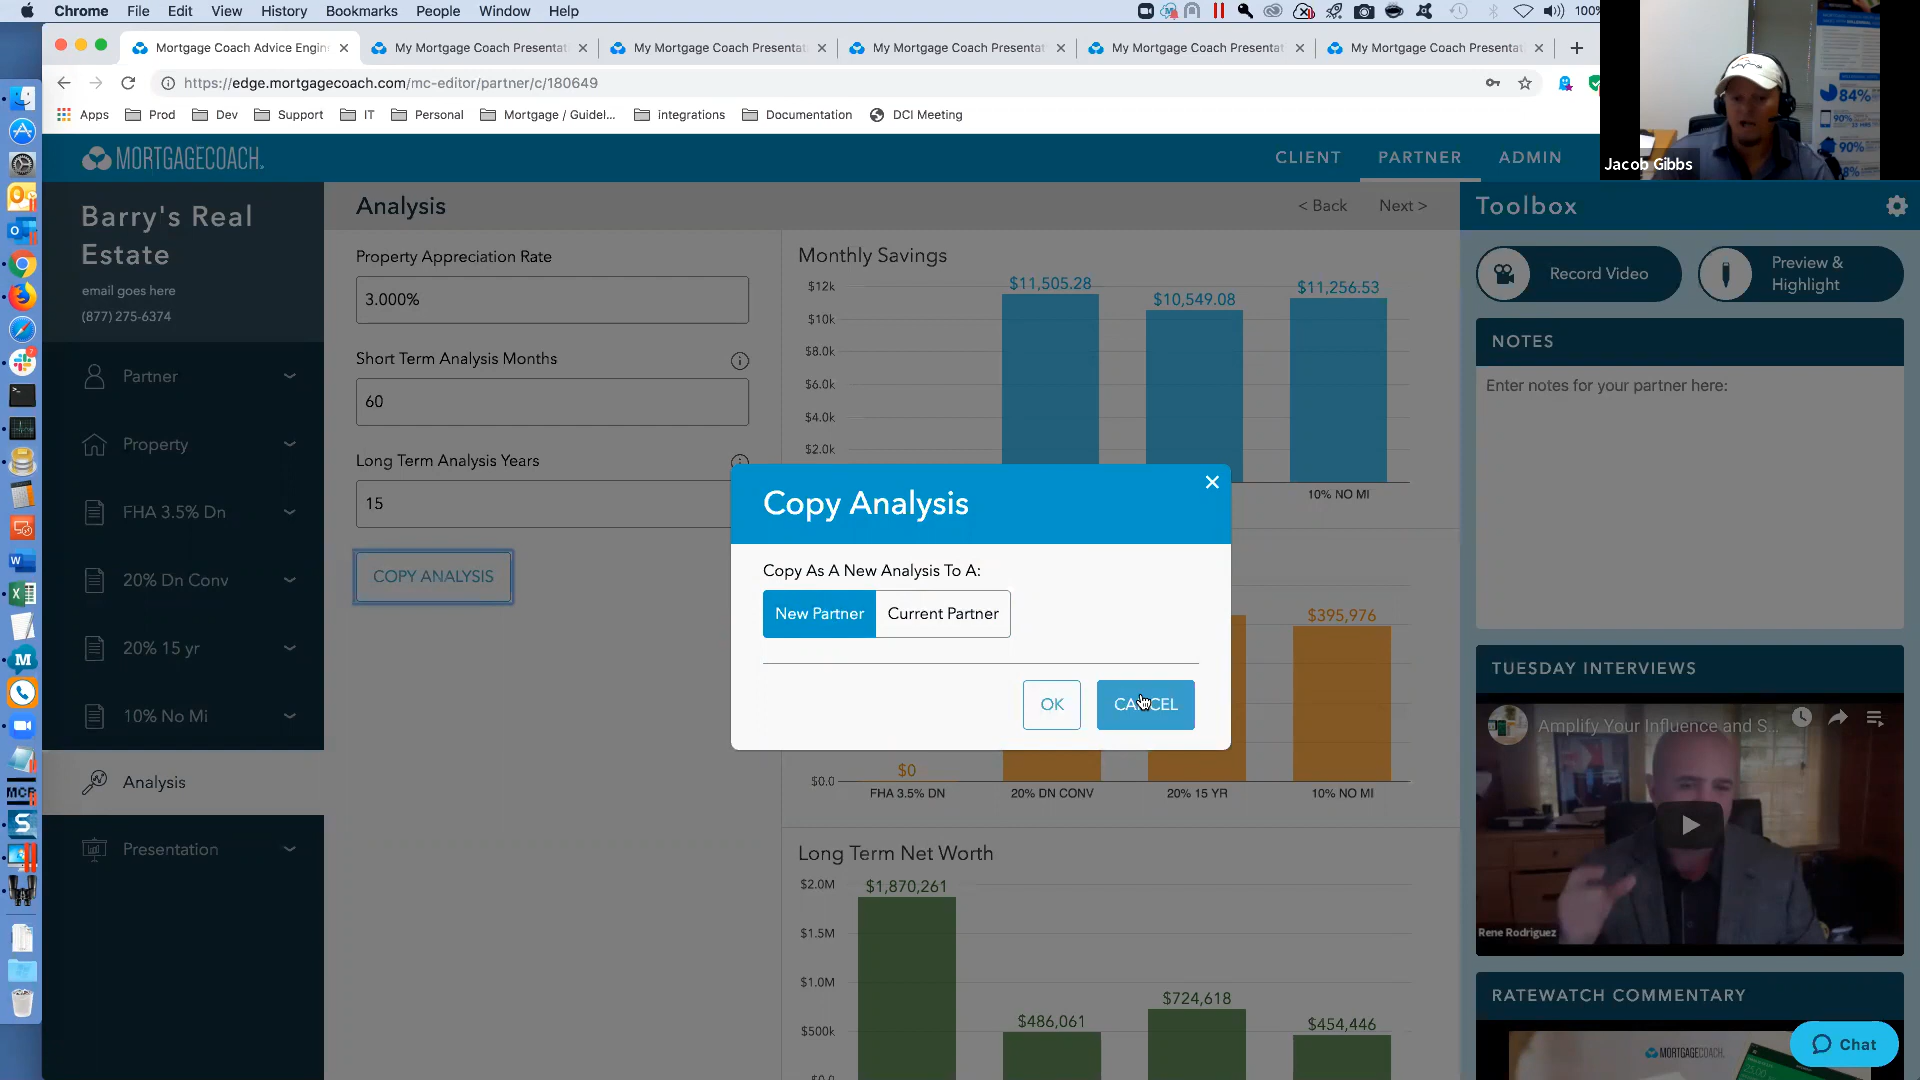 Chrome File Edit View History Bookmarks People Window Help 100%
Mortgage Coach Advice Engin My Mortgage Coach Presentat My Mortgage Coach Presentat My Mortgage Coach Presentat My Mortgage Coach Presentat My Mortgage Coach Presentat
https://edge.mortgagecoach.com/mc-editor/partner/c/180649
Apps Prod Dev Support IT Personal Mortgage / Guidel... integrations Documentation DCI Meeting
84%
90%
90%
Jacob Gibbs
MORTGAGECOACH.
CLIENT PARTNER ADMIN
Barry's Real
Estate
email goes here
(877) 275-6374
Partner
Property
FHA 3.5% Dn
20% Dn Conv
20% 15 yr
10% No Mi
Analysis
Presentation
Analysis
< Back Next >
Property Appreciation Rate
3.000%
Short Term Analysis Months
60
Long Term Analysis Years
15
COPY ANALYSIS
Monthly Savings
$12k
$10k
$8.0k
$6.0k
$4.0k
$2.0k
$11,505.28 $10,549.08 $11,256.53
10% NO MI
Copy Analysis
Copy As A New Analysis To A:
New Partner Current Partner
OK CANCEL
$395,976
$0
$0.0
FHA 3.5% DN 20% DN CONV 20% 15 YR 10% NO MI
Long Term Net Worth
$2.0M
$1.5M
$1.0M
$500k
$0.0
$1,870,261
$486,061
$724,618
$454,446
Toolbox
Record Video
Preview &
Highlight
NOTES
Enter notes for your partner here:
TUESDAY INTERVIEWS
Amplify Your Influence and S...
Rene Rodriguez
RATEWATCH COMMENTARY
MORTGAGECOACH
Chat
W
M
MCP
S